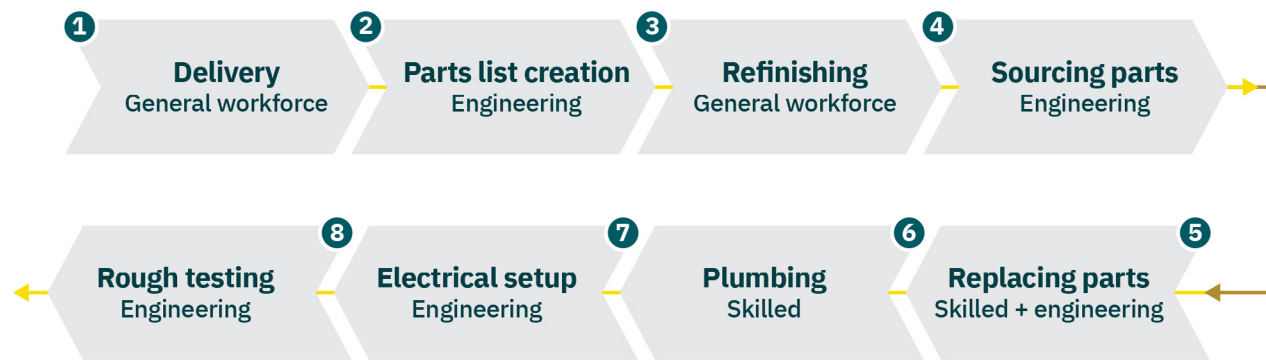 1
Delivery
General workforce
2
Parts list creation
Engineering
3
Refinishing
General workforce
4
Sourcing parts
Engineering
5
Replacing parts
Skilled + engineering
6
Plumbing
Skilled
7
Electrical setup
Engineering
8
Rough testing
Engineering